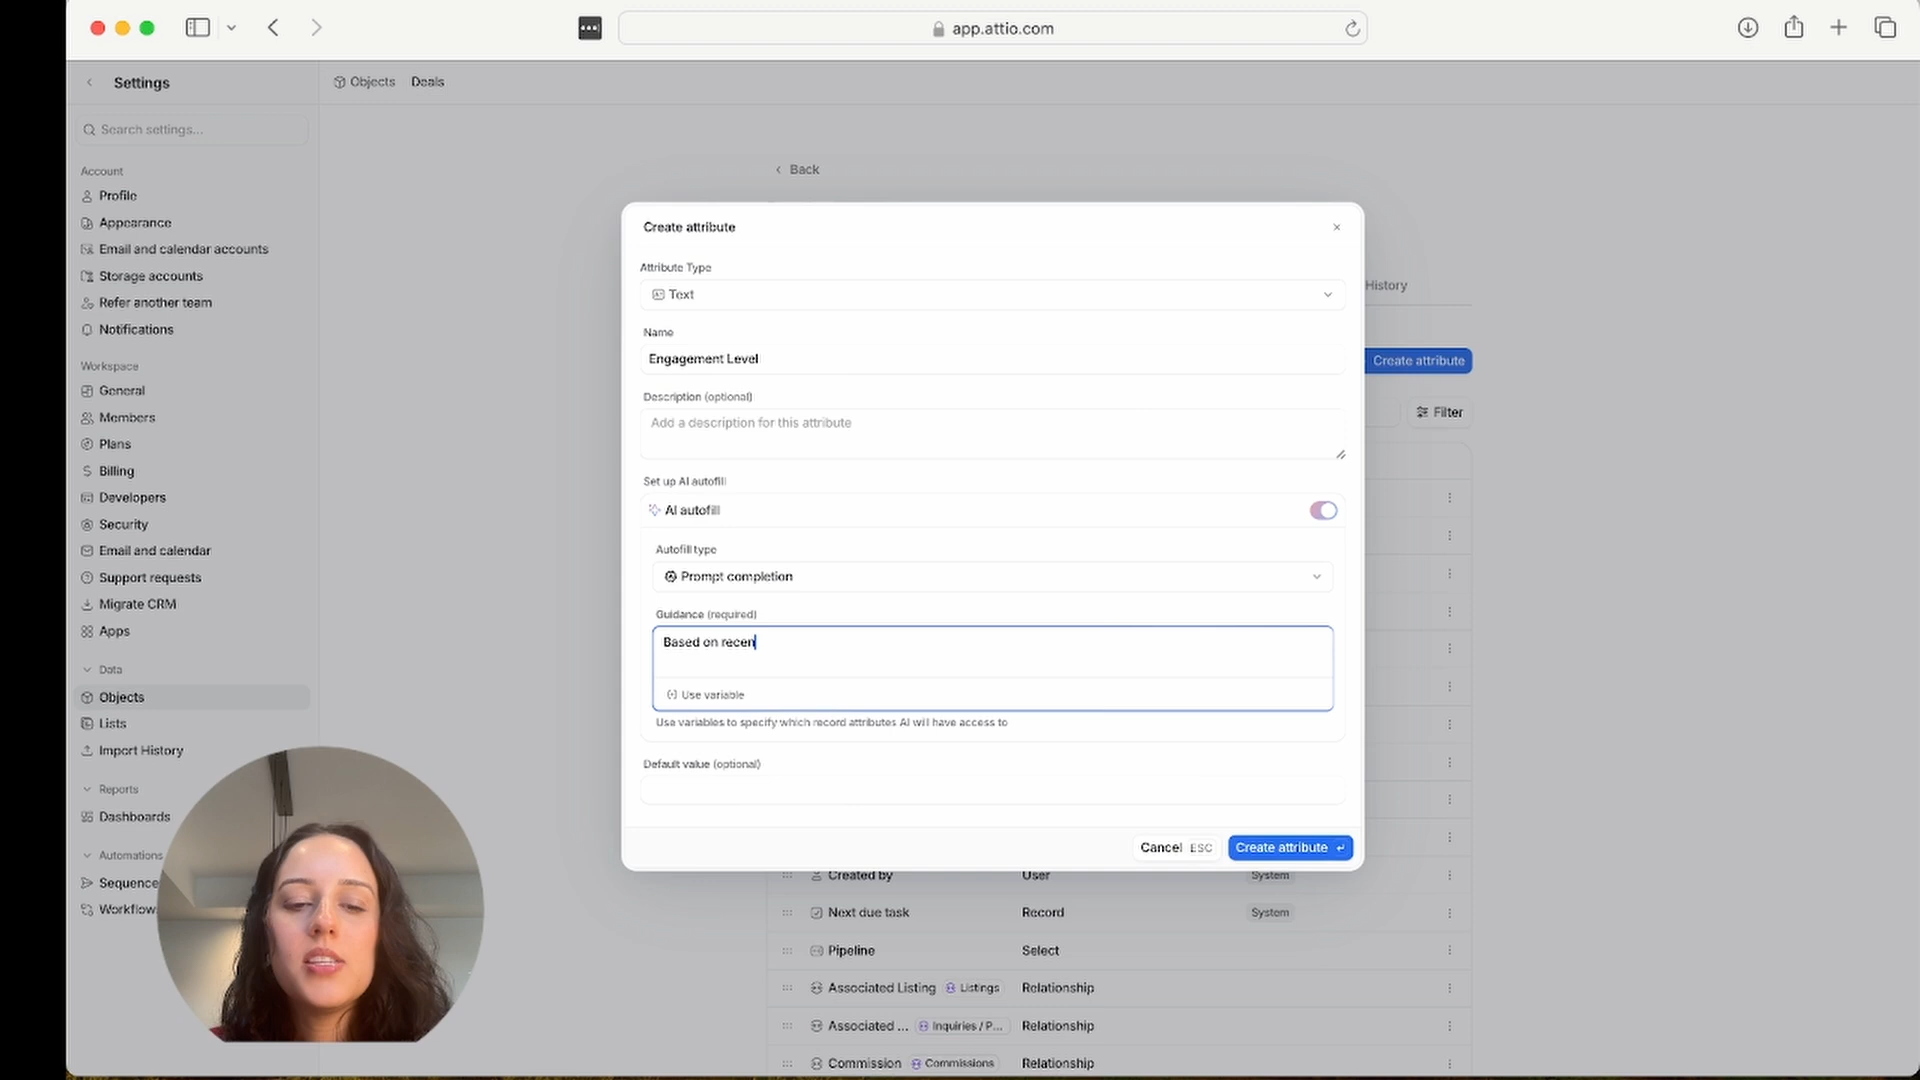 app.attio.com
Settings
Objects
Deals
Search settings...
Account
Profile
Appearance
Email and calendar accounts
Storage accounts
Refer another team
Notifications
Workspace
General
Members
Plans
Billing
Developers
Security
Email and calendar
Support requests
Migrate CRM
Apps
Data
Objects
Lists
Import History
Reports
Dashboards
Automations
Sequence
Workflow
Back
History
Create attribute
Filter
Create attribute
Attribute Type
Text
Name
Engagement Level
Description (optional)
Add a description for this attribute
Set up AI autofill
AI autofill
Autofill type
Prompt completion
Guidance (required)
Based on recen
Use variable
Use variables to specify which record attributes AI will have access to
Default value (optional)
Cancel ESC
Create attribute
Created by User System
Next due task Record System
Pipeline Select
Associated Listing Listings Relationship
Associated ... Inquiries / P... Relationship
Commission Commissions Relationship